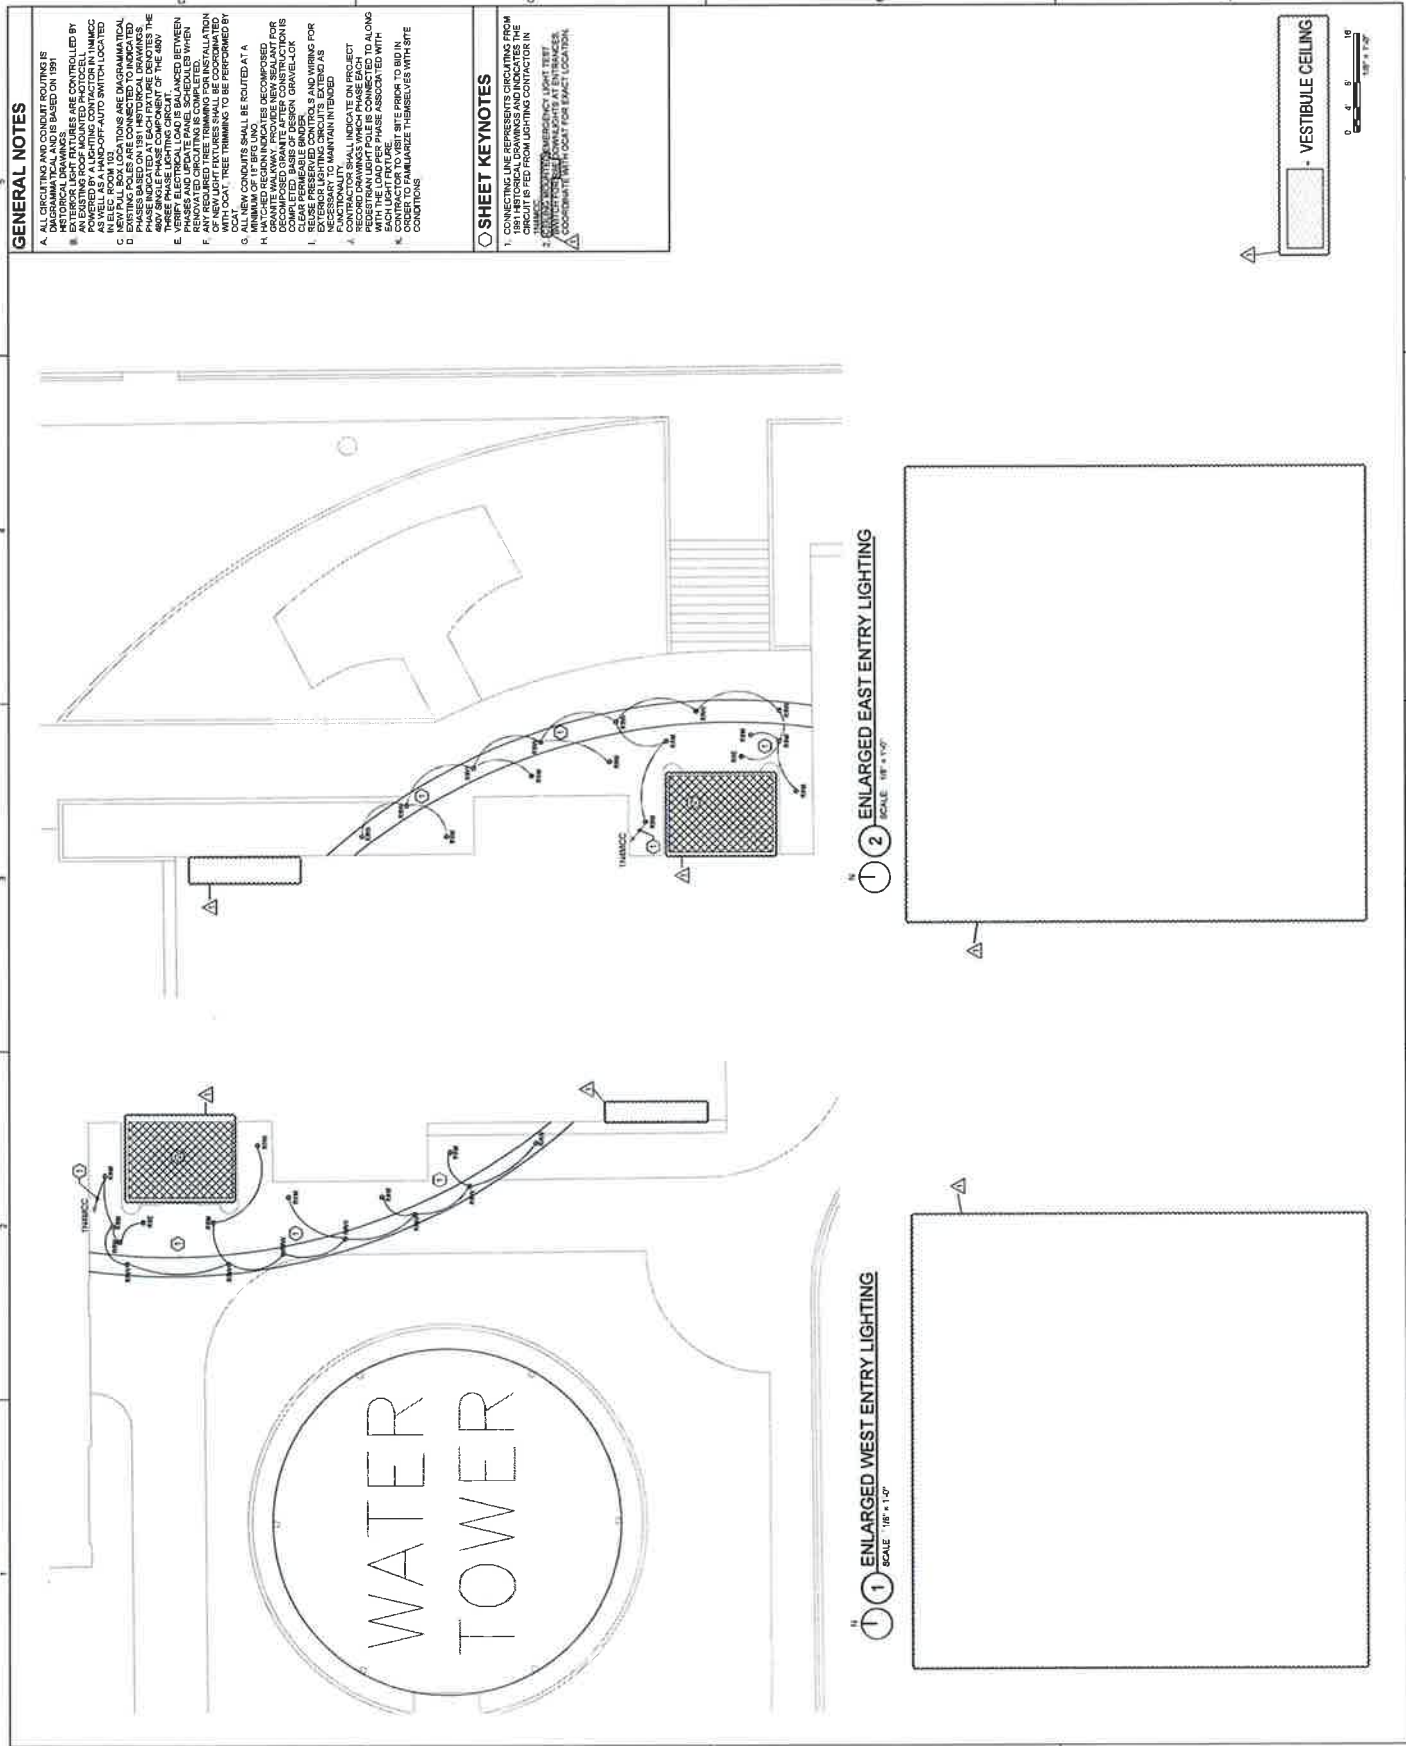 GENERAL NOTES
A. ALL CIRCUITING AND CONDUIT ROUTING IS
DIAGRAMMATICAL AND IS BASED ON 1991
HISTORICAL DRAWINGS.
B. EXTERIOR LIGHT FIXTURES ARE CONTROLLED BY
AN EXISTING ROOF MOUNTED PHOTOCELL
POWERED BY A LIGHTING CONTACTOR IN 1N4MCC
AS WELL AS A HAND-OFF-AUTO SWITCH LOCATED
IN ELEC. ROOM 103
C. NEW PULL BOX LOCATIONS ARE DIAGRAMMATICAL
D. EXISTING POLES ARE CONNECTED TO INDICATED
PHASES BASED ON 1991 HISTORICAL DRAWINGS.
PHASE INDICATED AT EACH FIXTURE DENOTES THE
480V SINGLE PHASE COMPONENT OF THE 480V
THREE PHASE LIGHTING CIRCUIT.
E. VERIFY ELECTRICAL LOAD IS BALANCED BETWEEN
PHASES AND UPDATE PANEL SCHEDULES WHEN
RENOVATED CIRCUITING IS COMPLETED.
F. ANY REQUIRED TREE TRIMMING FOR INSTALLATION
OF NEW LIGHT FIXTURES SHALL BE COORDINATED
WITH OCAT. TREE TRIMMING TO BE PERFORMED BY
OCAT
G. ALL NEW CONDUITS SHALL BE ROUTED AT A
MINIMUM OF 18" BFG UNO.
H. HATCHED REGION INDICATES DECOMPOSED
GRANITE WALKWAY. PROVIDE NEW SEALANT FOR
DECOMPOSED GRANITE AFTER CONSTRUCTION IS
COMPLETED. BASIS OF DESIGN GRAVEL-LOK
CLEAR PERMEABLE BINDER.
I. REUSE PRESERVED CONTROLS AND WIRING FOR
EXTERIOR LIGHTING CIRCUITS. EXTEND AS
NECESSARY TO MAINTAIN INTENDED
FUNCTIONALITY
J. CONTRACTOR SHALL INDICATE ON PROJECT
RECORD DRAWINGS WHICH PHASE EACH
PEDESTRIAN LIGHT POLE IS CONNECTED TO ALONG
WITH THE LOAD PER PHASE ASSOCIATED WITH
EACH LIGHT FIXTURE.
K. CONTRACTOR TO VISIT SITE PRIOR TO BID IN
ORDER TO FAMILIARIZE THEMSELVES WITH SITE
CONDITIONS
SHEET KEYNOTES
1. CONNECTING LINE REPRESENTS CIRCUITING FROM
1991 HISTORICAL DRAWINGS AND INDICATES THE
CIRCUIT IS FED FROM LIGHTING CONTACTOR IN
1N4MCC
2. CEILING MOUNTED EMERGENCY LIGHT TEST
SWITCH FOR DOWNLIGHTS AT ENTRANCES.
COORDINATE WITH OCAT FOR EXACT LOCATION.
WATER
TOWER
1N4MCC
1
1
1
1
1N4MCC
1
1
1
1
1 ENLARGED WEST ENTRY LIGHTING
SCALE: 1/8" = 1'-0"
N
2 ENLARGED EAST ENTRY LIGHTING
SCALE: 1/8" = 1'-0"
N
- VESTIBULE CEILING
0 4' 8' 16'
1/8" = 1'-0"